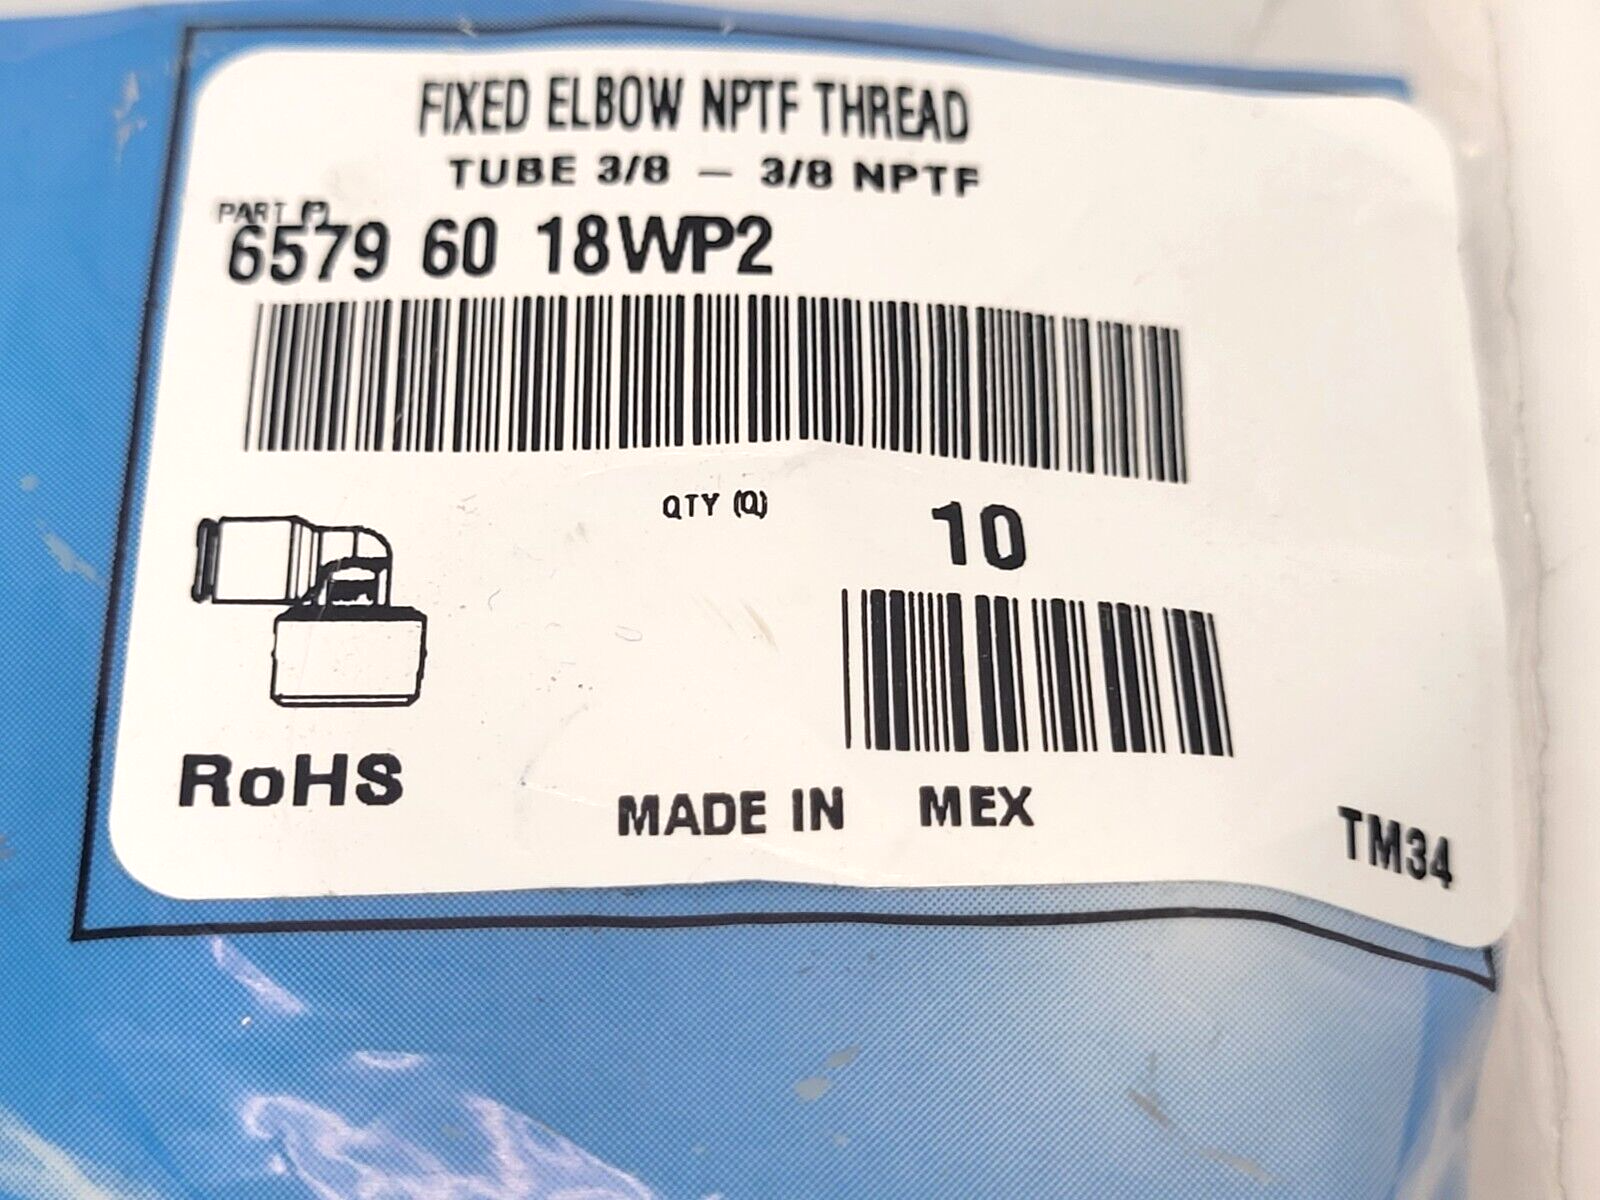 FIXED ELBOW NPTF THREAD
TUBE 3/8 — 3/8 NPTF
PART (P)
6579 60 18WP2
QTY (Q)
10
RoHS
MADE IN MEX
TM34